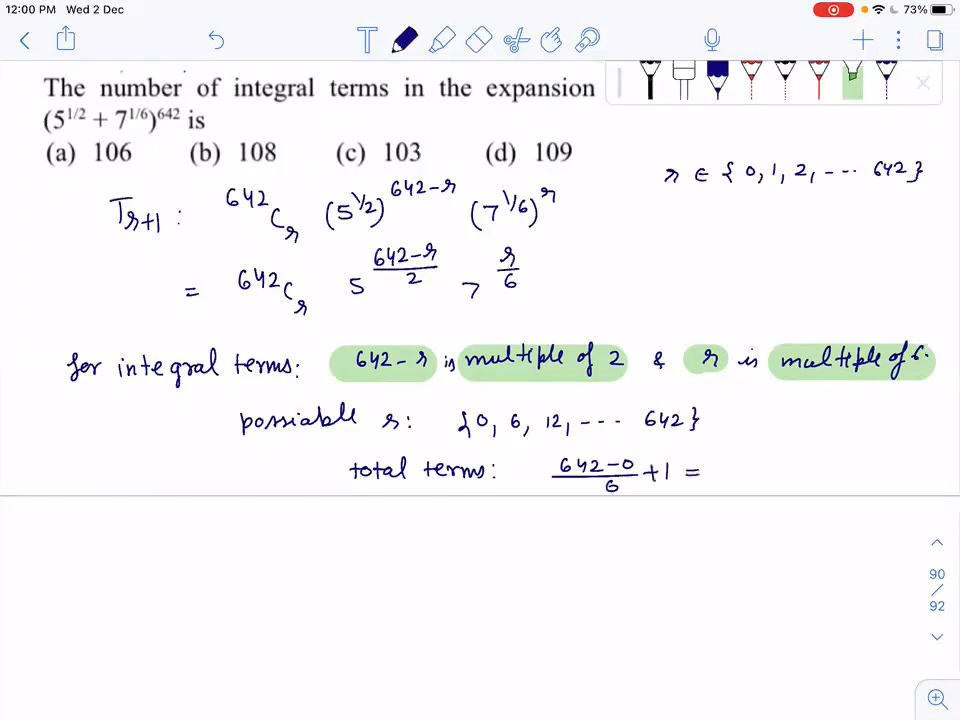 12:00 PM Wed 2 Dec 73%
The number of integral terms in the expansion
(5^{1/2} + 7^{1/6})^{642} is
(a) 106 (b) 108 (c) 103 (d) 109
r ∈ { 0, 1, 2, --- 642 }
T_{r+1} : ^{642}C_r (5^{1/2})^{642-r} (7^{1/6})^r
= ^{642}C_r 5^{\frac{642-r}{2}} 7^{\frac{r}{6}}
for integral terms: 642 - r is multiple of 2 & r is multiple of 6.
possiable r: {0, 6, 12, --- 642}
total terms: \frac{642-0}{6} + 1 =
90
/
92